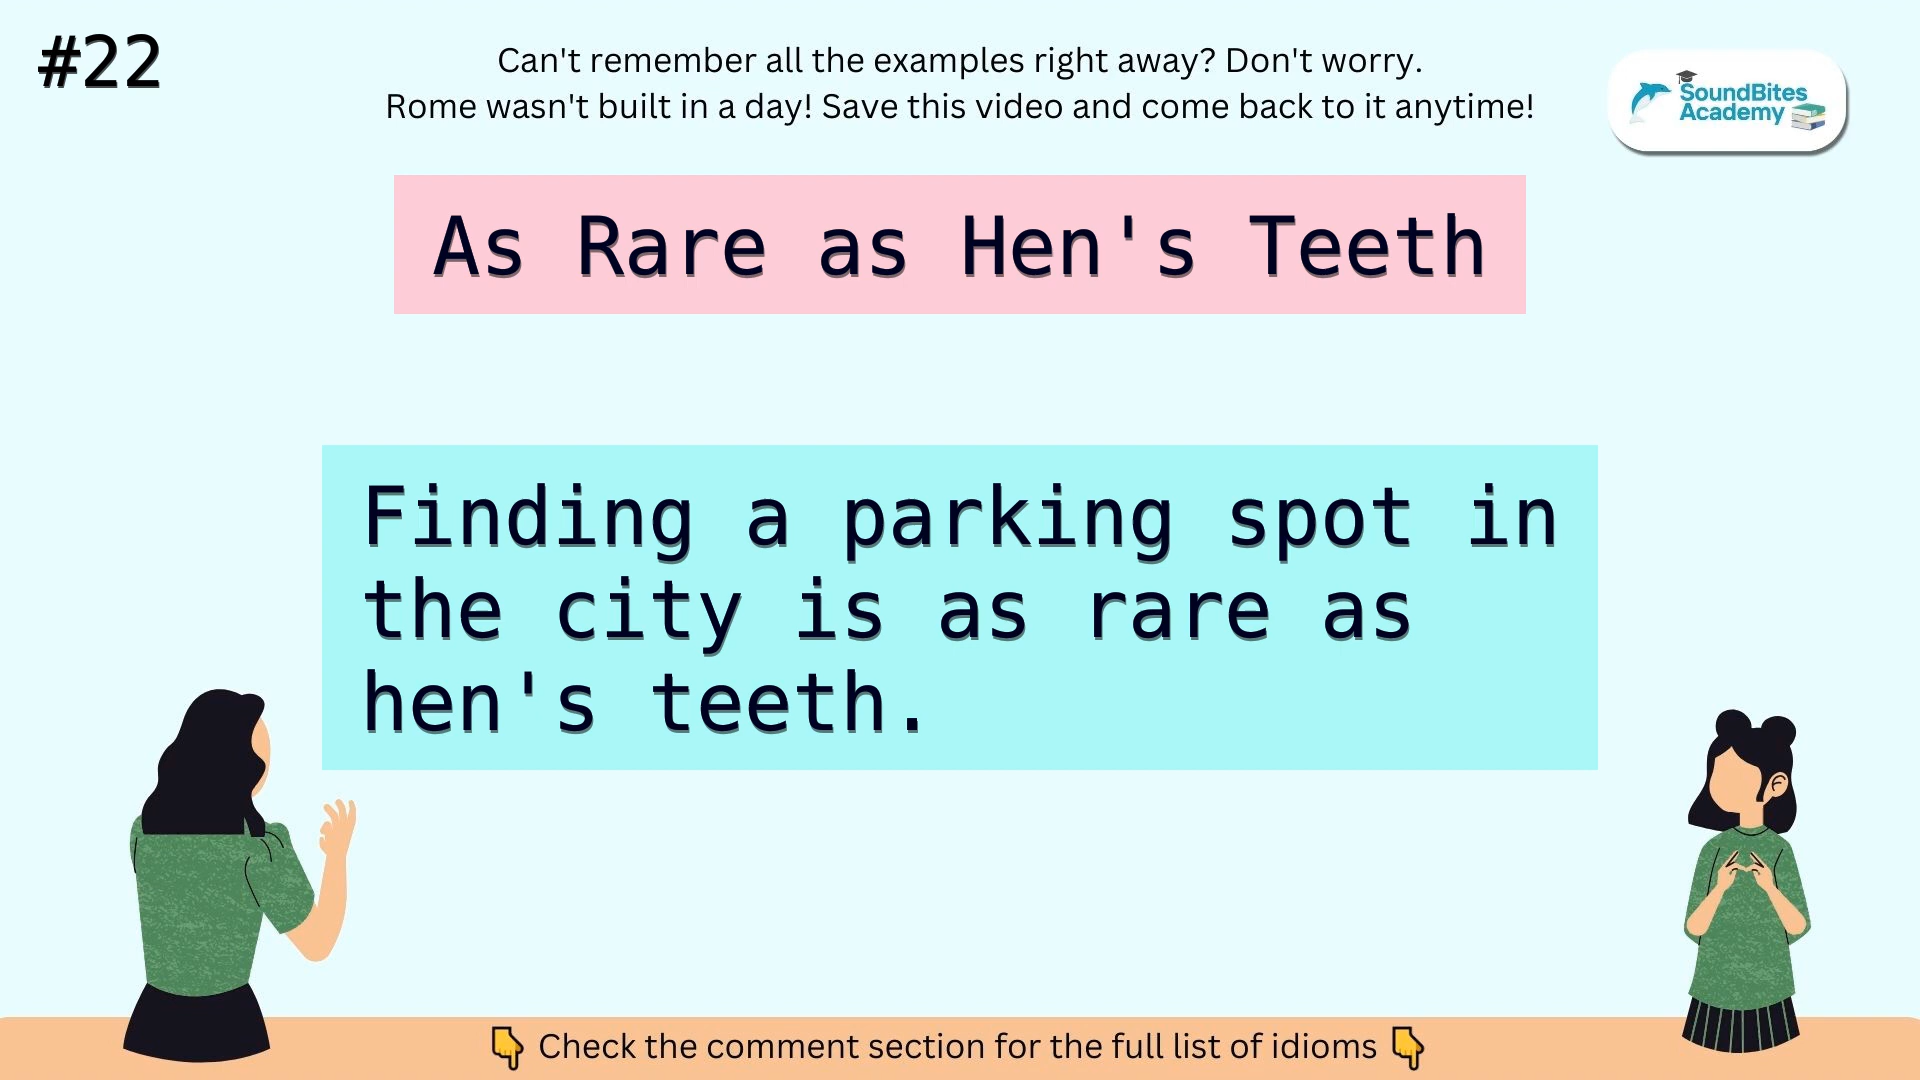 #22
Can't remember all the examples right away? Don't worry.
Rome wasn't built in a day! Save this video and come back to it anytime!
SoundBites
Academy
As Rare as Hen's Teeth
Finding a parking spot in
the city is as rare as
hen's teeth.
👇 Check the comment section for the full list of idioms 👇